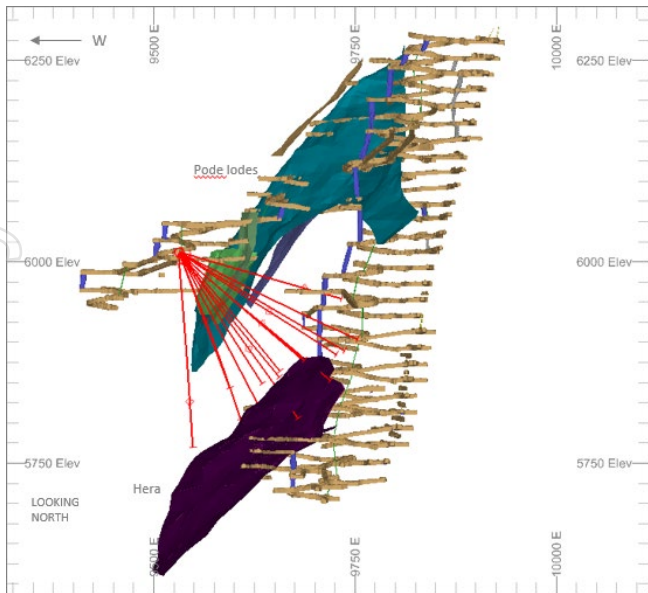 W
9500 E
9750 E
10000 E
6250 Elev
6250 Elev
Pode lodes
6000 Elev
6000 Elev
5750 Elev
5750 Elev
Hera
LOOKING
NORTH
9500 E
9750 E
10000 E